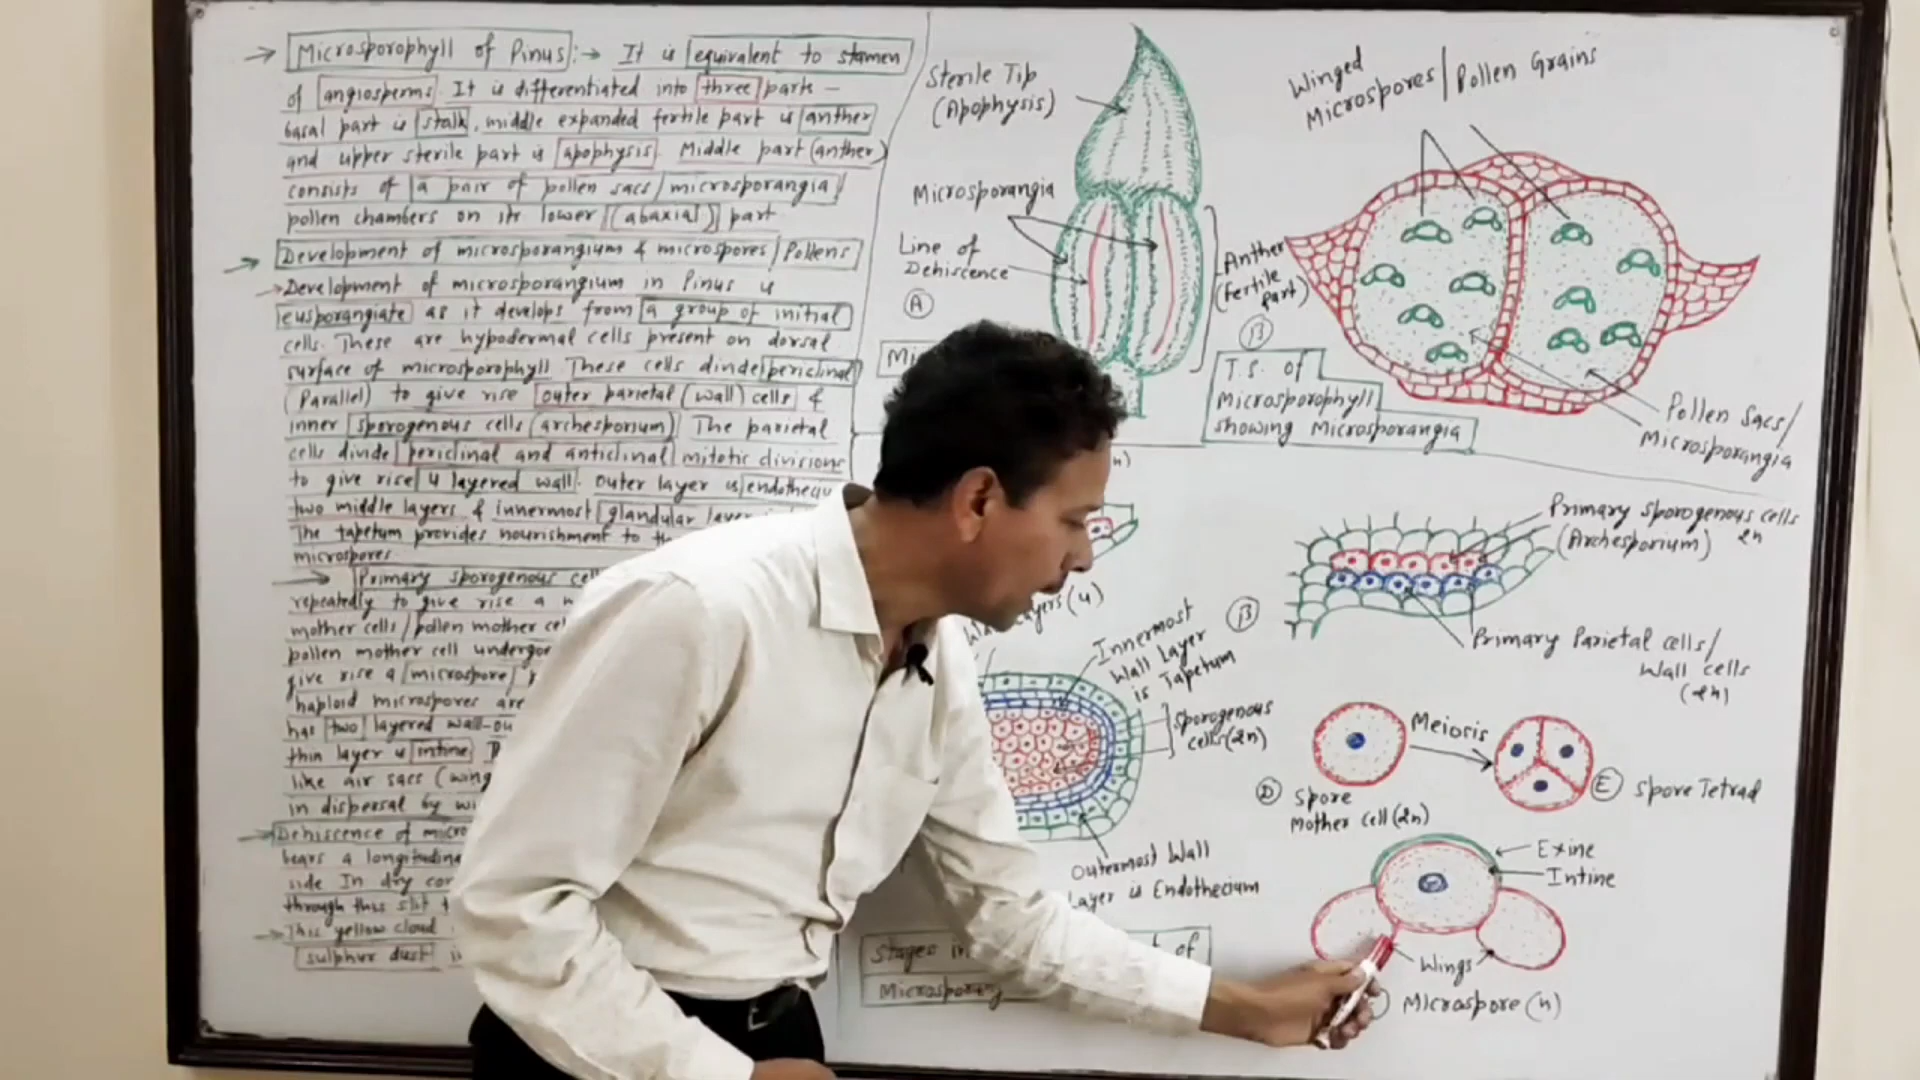 Microsporophyll of Pinus:→ It is equivalent to stamen
of angiosperms. It is differentiated into three parts –
basal part is stalk, middle expanded fertile part is anther
and upper sterile part is apophysis. Middle part (anther)
consists of a pair of pollen sacs/microsporangia/
pollen chambers on its lower (abaxial) part
Development of microsporangium & microspores/Pollens
Development of microsporangium in Pinus is
eusporangiate as it develops from a group of initial
cells. These are hypodermal cells present on dorsal
surface of microsporophyll These cells divide periclinal
(Parallel) to give rise outer parietal (wall) cells &
inner sporogenous cells (archesporium) The parietal
cells divide periclinal and anticlinal mitotic divisions
to give rise 4 layered wall. outer layer is endotheciu
two middle layers & innermost glandular layer
The tapetum provides nourishment to th
microspores
Primary sporogenous cel
repeatedly to give rise a
mother cells/pollen mother cel
pollen mother cell undergo
give rise 4 microspore
haploid microspores are
has two layered wall-ou
thin layer is intine
like air sacs (wing
in dispersal by wi
Dehiscence of micro
bears a longitudina
side In dry con
through this slit
This yellow cloud
sulphur dust i
Sterile Tip
(Apophysis)
Microsporangia
Line of
Dehiscence
A
Anther
(fertile
part)
Mi
Winged
Microspores/Pollen Grains
B
T.S. of
Microsporophyll
showing Microsporangia
Pollen Sacs/
Microsporangia
Primary Sporogenous cells
(Archesporium) 2n
B
Primary Parietal cells/
Wall cells
(2n)
yers (4)
Innermost
Wall Layer
is Tapetum
Sporogenous
cells (2n)
Outermost Wall
Layer is Endothecium
Meiosis
D
Spore
Mother cell (2n)
E
Spore Tetrad
Exine
Intine
Wings
Microspore (n)
Stages in
t of
Microspor